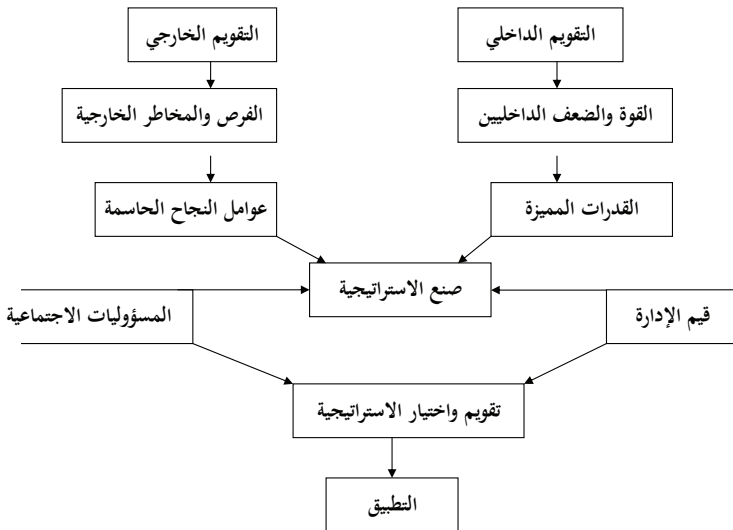 التقويم الداخلي
التقويم الخارجي
القوة والضعف الداخليين
الفرص والمخاطر الخارجية
القدرات المميزة
عوامل النجاح الحاسمة
صنع الاستراتيجية
قيم الإدارة
المسؤوليات الاجتماعية
تقويم واختيار الاستراتيجية
التطبيق